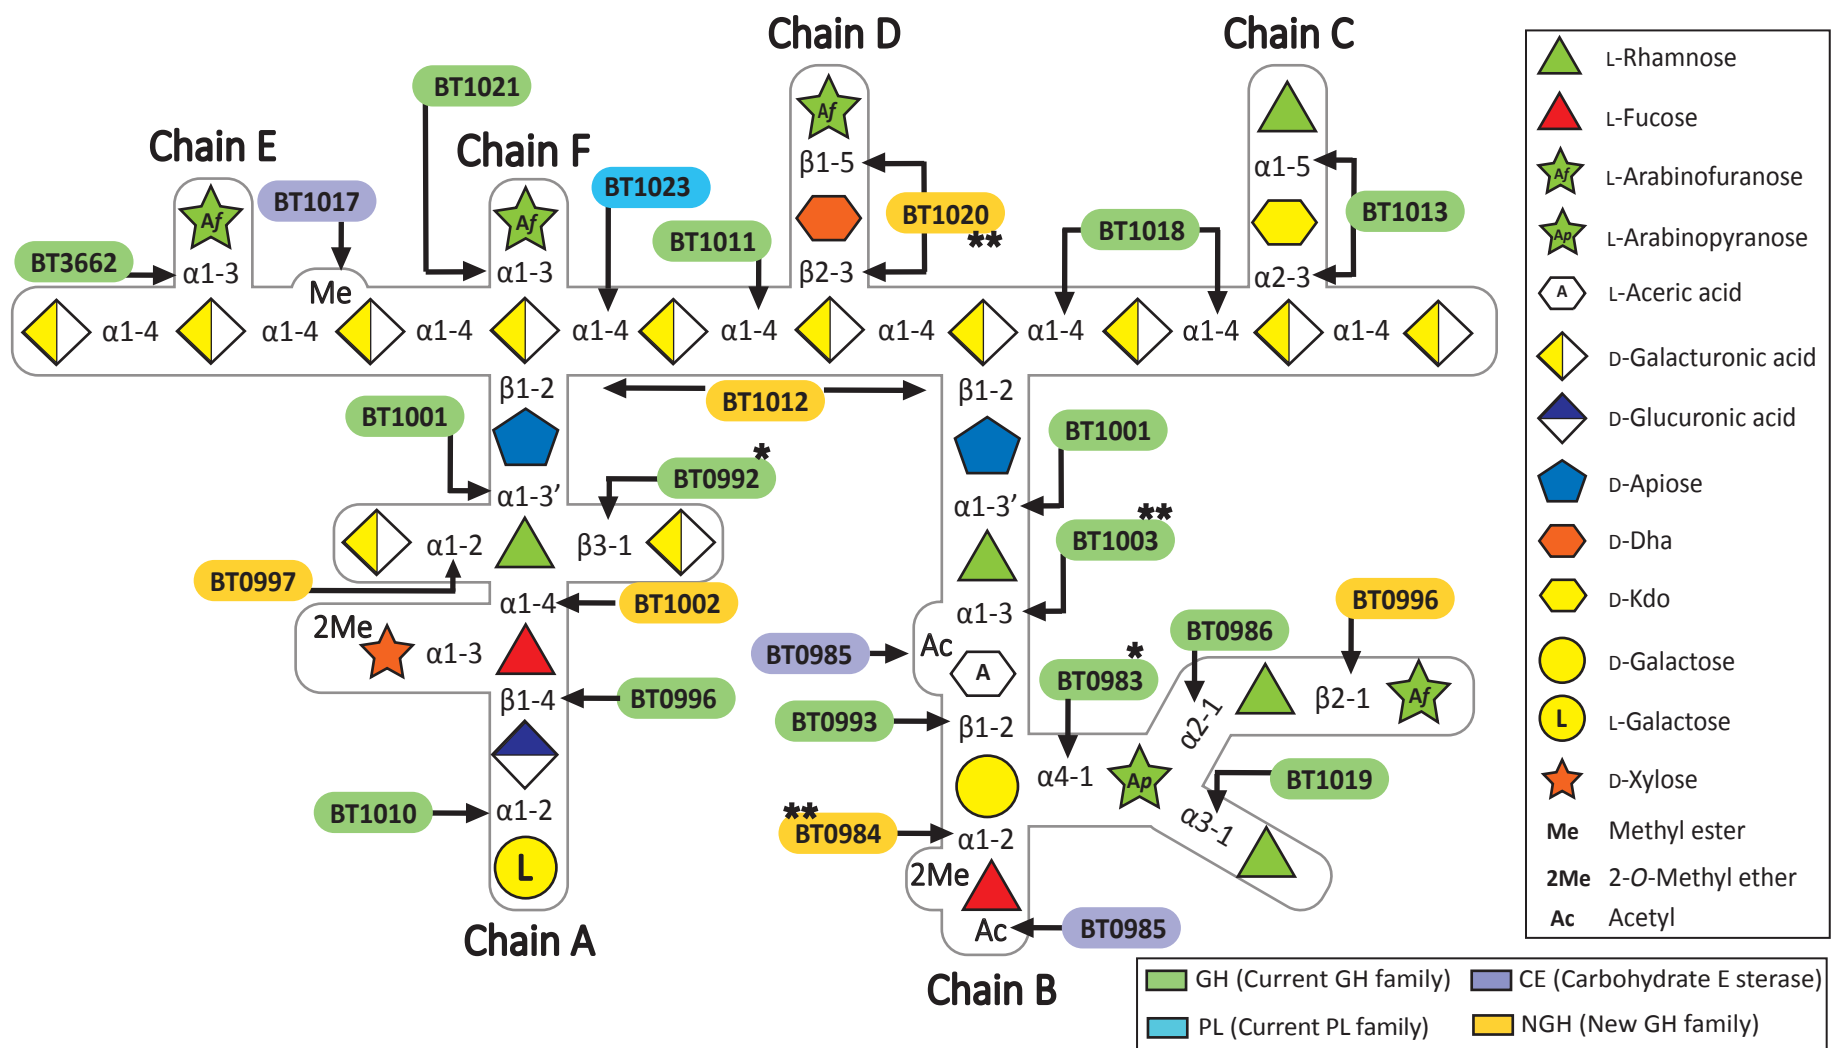 Chain D
Chain C
BT1021
Chain E
Chain F
Af
Af
Af
β1-5
α1-5
BT1017
BT1023
BT1020
**
BT1013
BT1011
BT1018
BT3662
α1-3
α1-3
β2-3
α2-3
Me
α1-4 α1-4 α1-4 α1-4 α1-4 α1-4 α1-4 α1-4 α1-4
β1-2
BT1012
β1-2
BT1001
BT1001
BT0992
*
α1-3’
α1-3’
BT1003
**
α1-2
β3-1
BT0997
α1-4
BT1002
α1-3
BT0996
2Me
α1-3
BT0985
Ac
A
BT0983
*
BT0986
β1-4
BT0996
BT0993
β1-2
α2-1
β2-1
Af
α4-1
Ap
BT1019
BT1010
α1-2
**
BT0984
α1-2
α3-1
L
2Me
Ac
BT0985
Chain A
Chain B
L-Rhamnose
L-Fucose
Af L-Arabinofuranose
Ap L-Arabinopyranose
A L-Aceric acid
D-Galacturonic acid
D-Glucuronic acid
D-Apiose
D-Dha
D-Kdo
D-Galactose
L L-Galactose
D-Xylose
Me Methyl ester
2Me 2-O-Methyl ether
Ac Acetyl
GH (Current GH family) CE (Carbohydrate E sterase)
PL (Current PL family) NGH (New GH family)